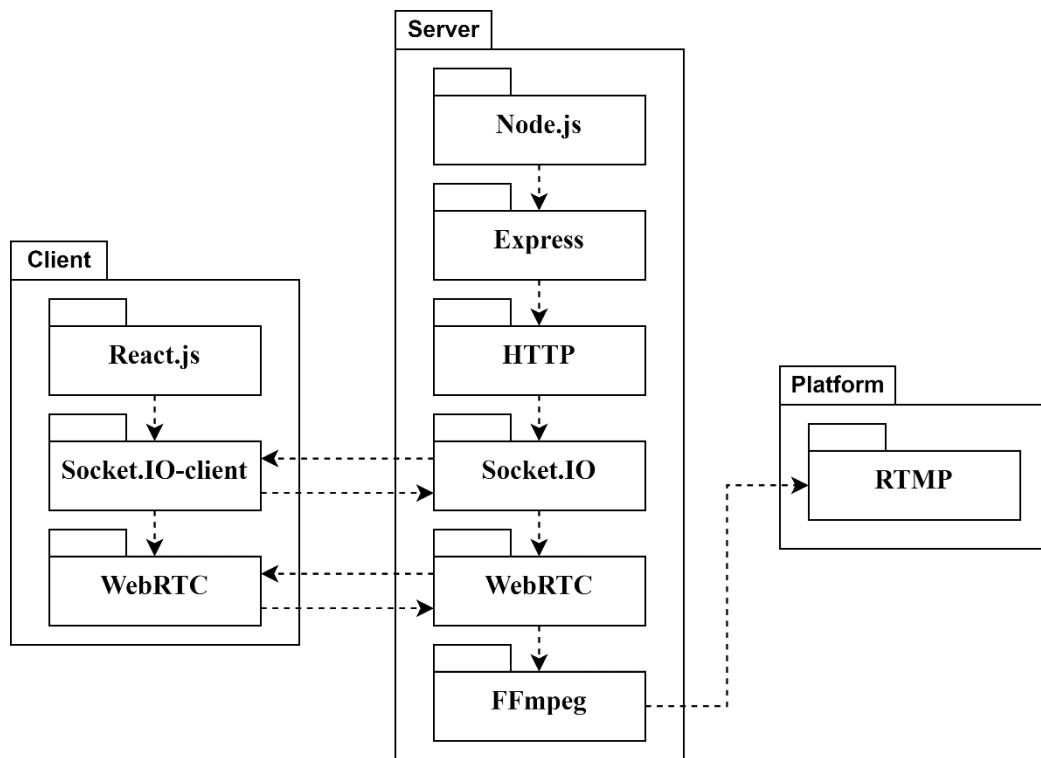 Client
React.js
Socket.IO-client
WebRTC
Server
Node.js
Express
HTTP
Socket.IO
WebRTC
FFmpeg
Platform
RTMP